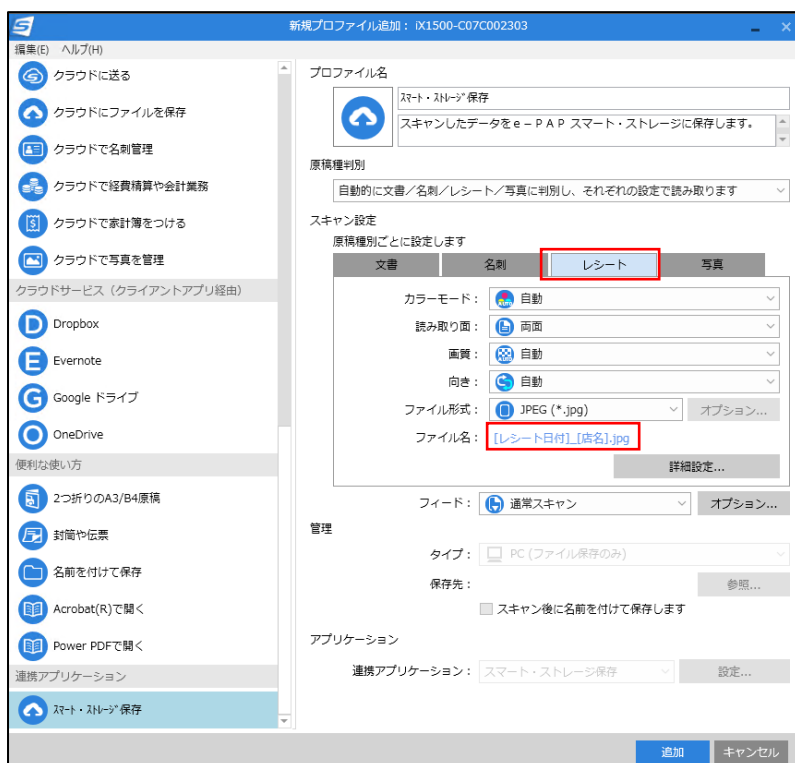 新規プロファイル追加： iX1500-C07C002303
編集(E) ヘルプ(H)
クラウドに送る
クラウドにファイルを保存
クラウドで名刺管理
クラウドで経費精算や会計業務
クラウドで家計簿をつける
クラウドで写真を管理
クラウドサービス（クライアントアプリ経由）
Dropbox
Evernote
Google ドライブ
OneDrive
便利な使い方
2つ折りのA3/B4原稿
封筒や伝票
名前を付けて保存
Acrobat(R)で開く
Power PDFで開く
連携アプリケーション
ｽﾏｰﾄ・ｽﾄﾚｰｼﾞ保存
プロファイル名
ｽﾏｰﾄ・ｽﾄﾚｰｼﾞ保存
スキャンしたデータをｅ－ＰＡＰ スマート・ストレージに保存します。
原稿種判別
自動的に文書／名刺／レシート／写真に判別し、それぞれの設定で読み取ります
スキャン設定
原稿種別ごとに設定します
文書 名刺 レシート 写真
カラーモード： 自動
読み取り面： 両面
画質： 自動
向き： 自動
ファイル形式： JPEG (*.jpg) オプション...
ファイル名： [レシート日付]_[店名].jpg
詳細設定...
フィード： 通常スキャン オプション...
管理
タイプ： PC (ファイル保存のみ)
保存先： 参照...
スキャン後に名前を付けて保存します
アプリケーション
連携アプリケーション： スマート・ストレージ保存 設定...
追加 キャンセル